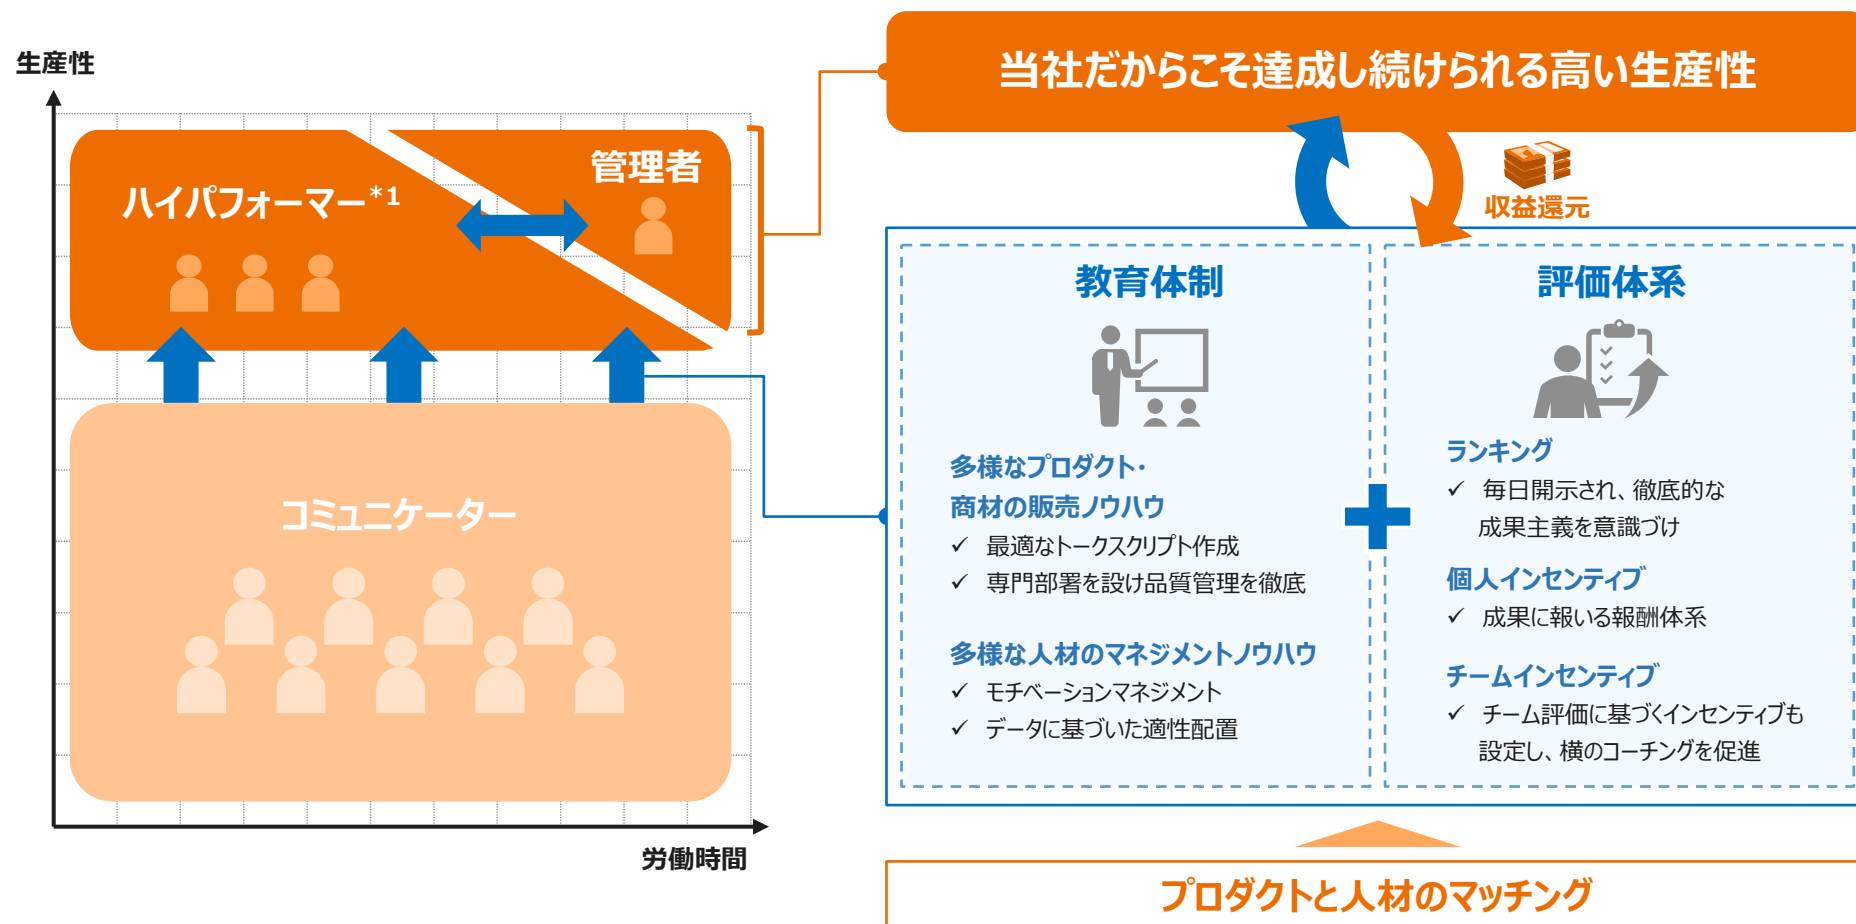 生産性
ハイパフォーマー*1
管理者
コミュニケーター
労働時間
当社だからこそ達成し続けられる高い生産性
収益還元
教育体制
多様なプロダクト・
商材の販売ノウハウ
✓ 最適なトークスクリプト作成
✓ 専門部署を設け品質管理を徹底
多様な人材のマネジメントノウハウ
✓ モチベーションマネジメント
✓ データに基づいた適性配置
評価体系
ランキング
✓ 毎日開示され、徹底的な
成果主義を意識づけ
個人インセンティブ
✓ 成果に報いる報酬体系
チームインセンティブ
✓ チーム評価に基づくインセンティブも
設定し、横のコーチングを促進
プロダクトと人材のマッチング